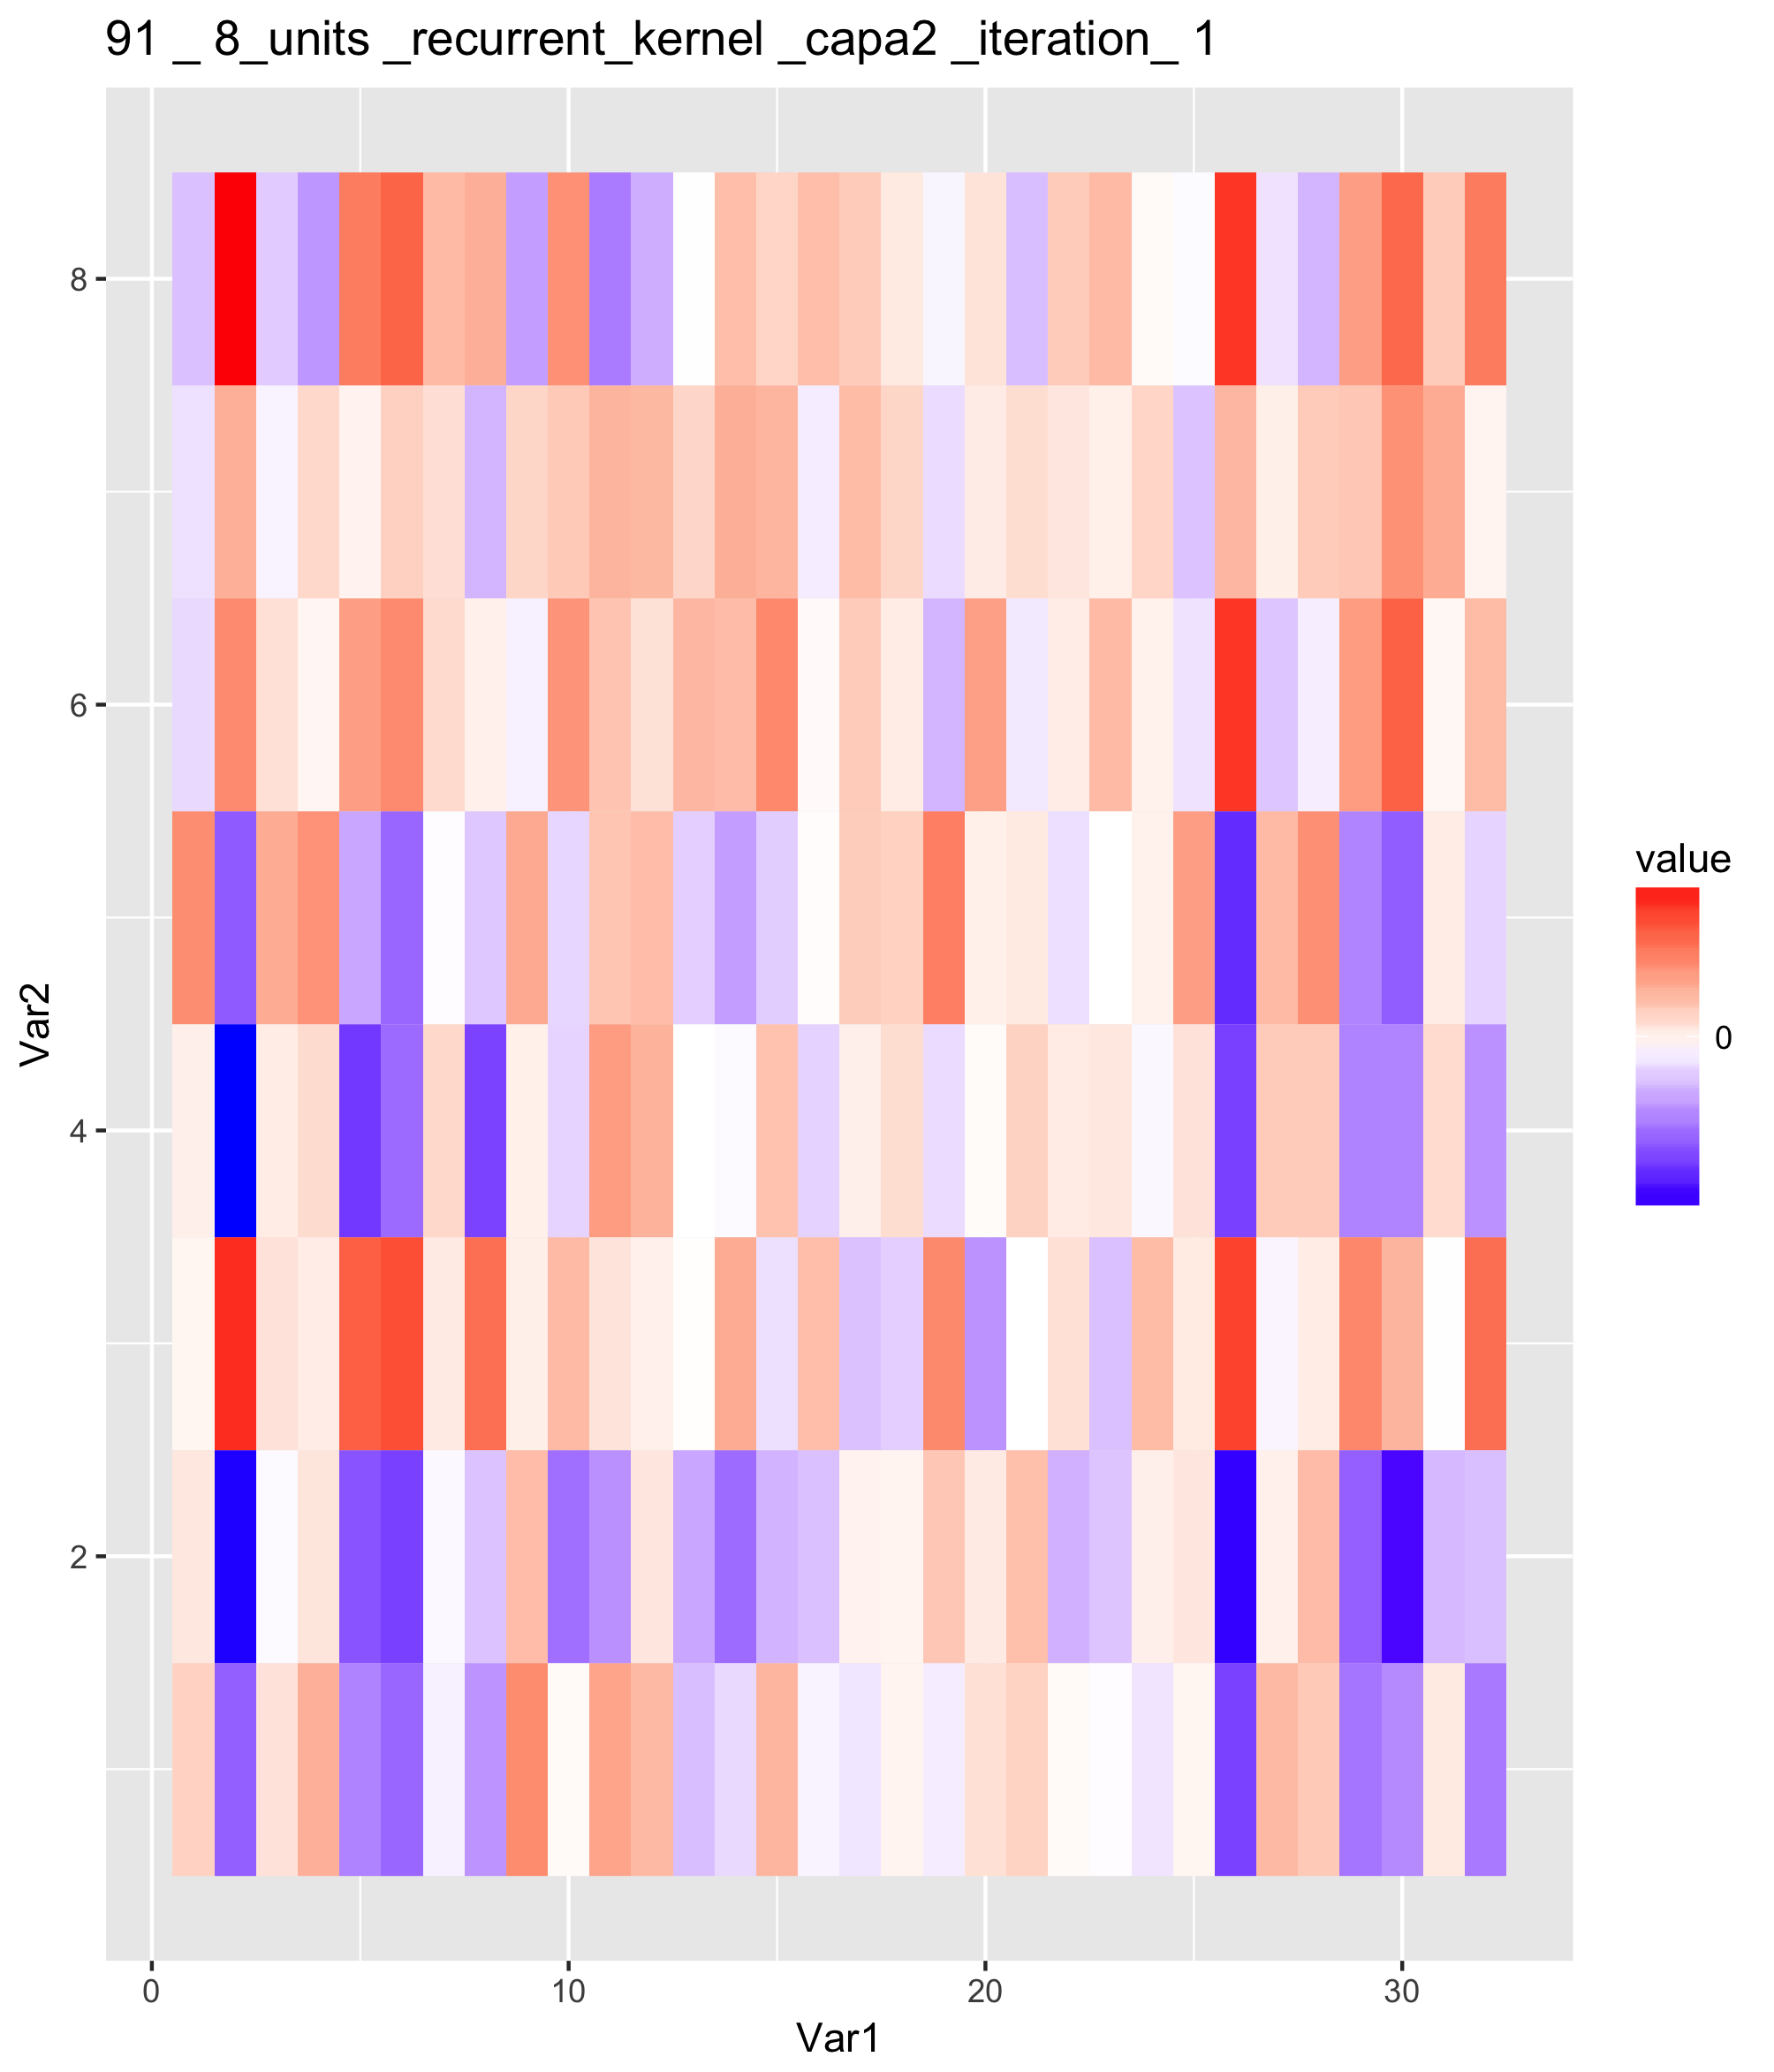 91 _ 8_units _recurrent_kernel _capa2 _iteration_ 1
8
6
4
2
Var2
0
10
20
30
Var1
value
0